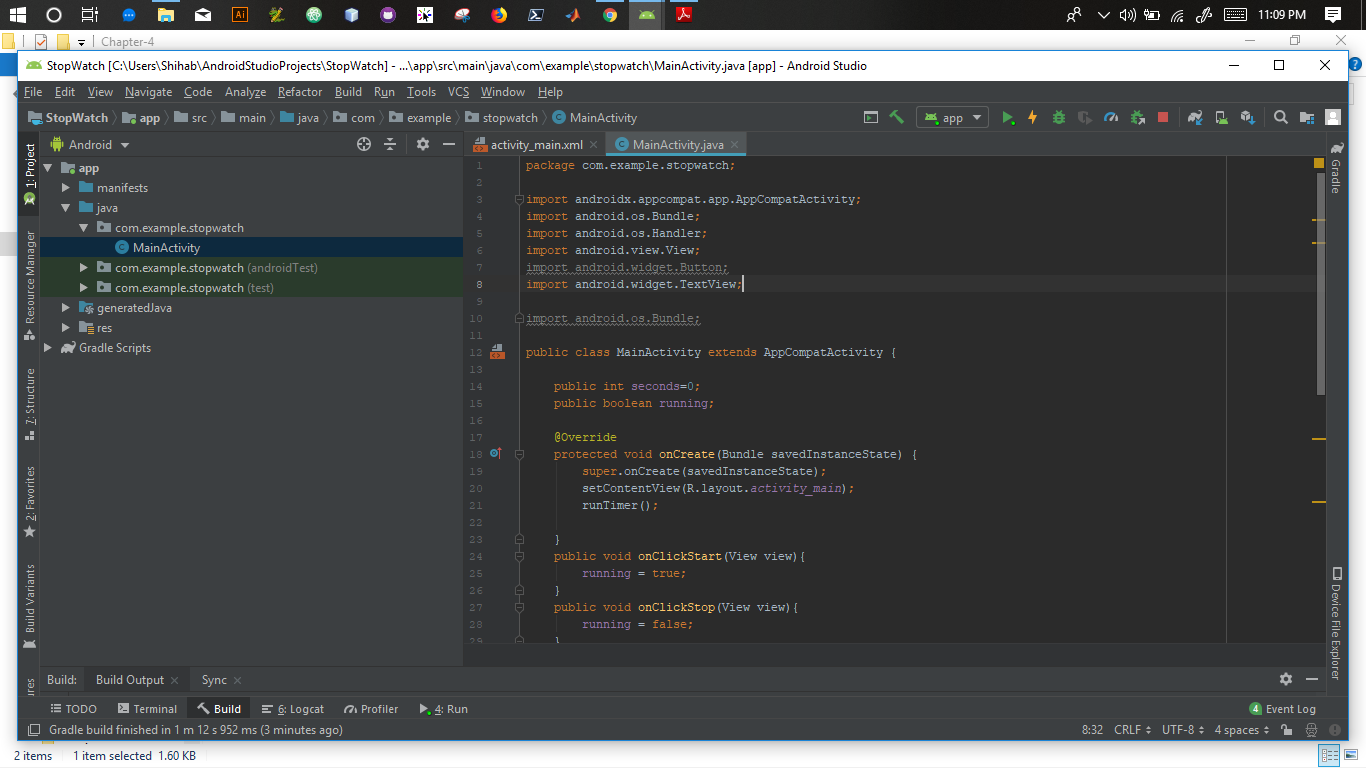 11:09 PM
Chapter-4
StopWatch [C:\Users\Shihab\AndroidStudioProjects\StopWatch] - ...\app\src\main\java\com\example\stopwatch\MainActivity.java [app] - Android Studio
File Edit View Navigate Code Analyze Refactor Build Run Tools VCS Window Help
StopWatch app src main java com example stopwatch MainActivity app
1: Project
Resource Manager
7: Structure
2: Favorites
Build Variants
Android
app
manifests
java
com.example.stopwatch
MainActivity
com.example.stopwatch (androidTest)
com.example.stopwatch (test)
generatedJava
res
Gradle Scripts
activity_main.xml MainActivity.java
1 package com.example.stopwatch;
2
3 import androidx.appcompat.app.AppCompatActivity;
4 import android.os.Bundle;
5 import android.os.Handler;
6 import android.view.View;
7 import android.widget.Button;
8 import android.widget.TextView;
9
10 import android.os.Bundle;
11
12 public class MainActivity extends AppCompatActivity {
13
14 public int seconds=0;
15 public boolean running;
16
17 @Override
18 protected void onCreate(Bundle savedInstanceState) {
19 super.onCreate(savedInstanceState);
20 setContentView(R.layout.activity_main);
21 runTimer();
22
23 }
24 public void onClickStart(View view){
25 running = true;
26 }
27 public void onClickStop(View view){
28 running = false;
29 }
Gradle
Device File Explorer
Build: Build Output Sync
TODO Terminal Build 6: Logcat Profiler 4: Run 4 Event Log
Gradle build finished in 1 m 12 s 952 ms (3 minutes ago) 8:32 CRLF UTF-8 4 spaces
2 items 1 item selected 1.60 KB